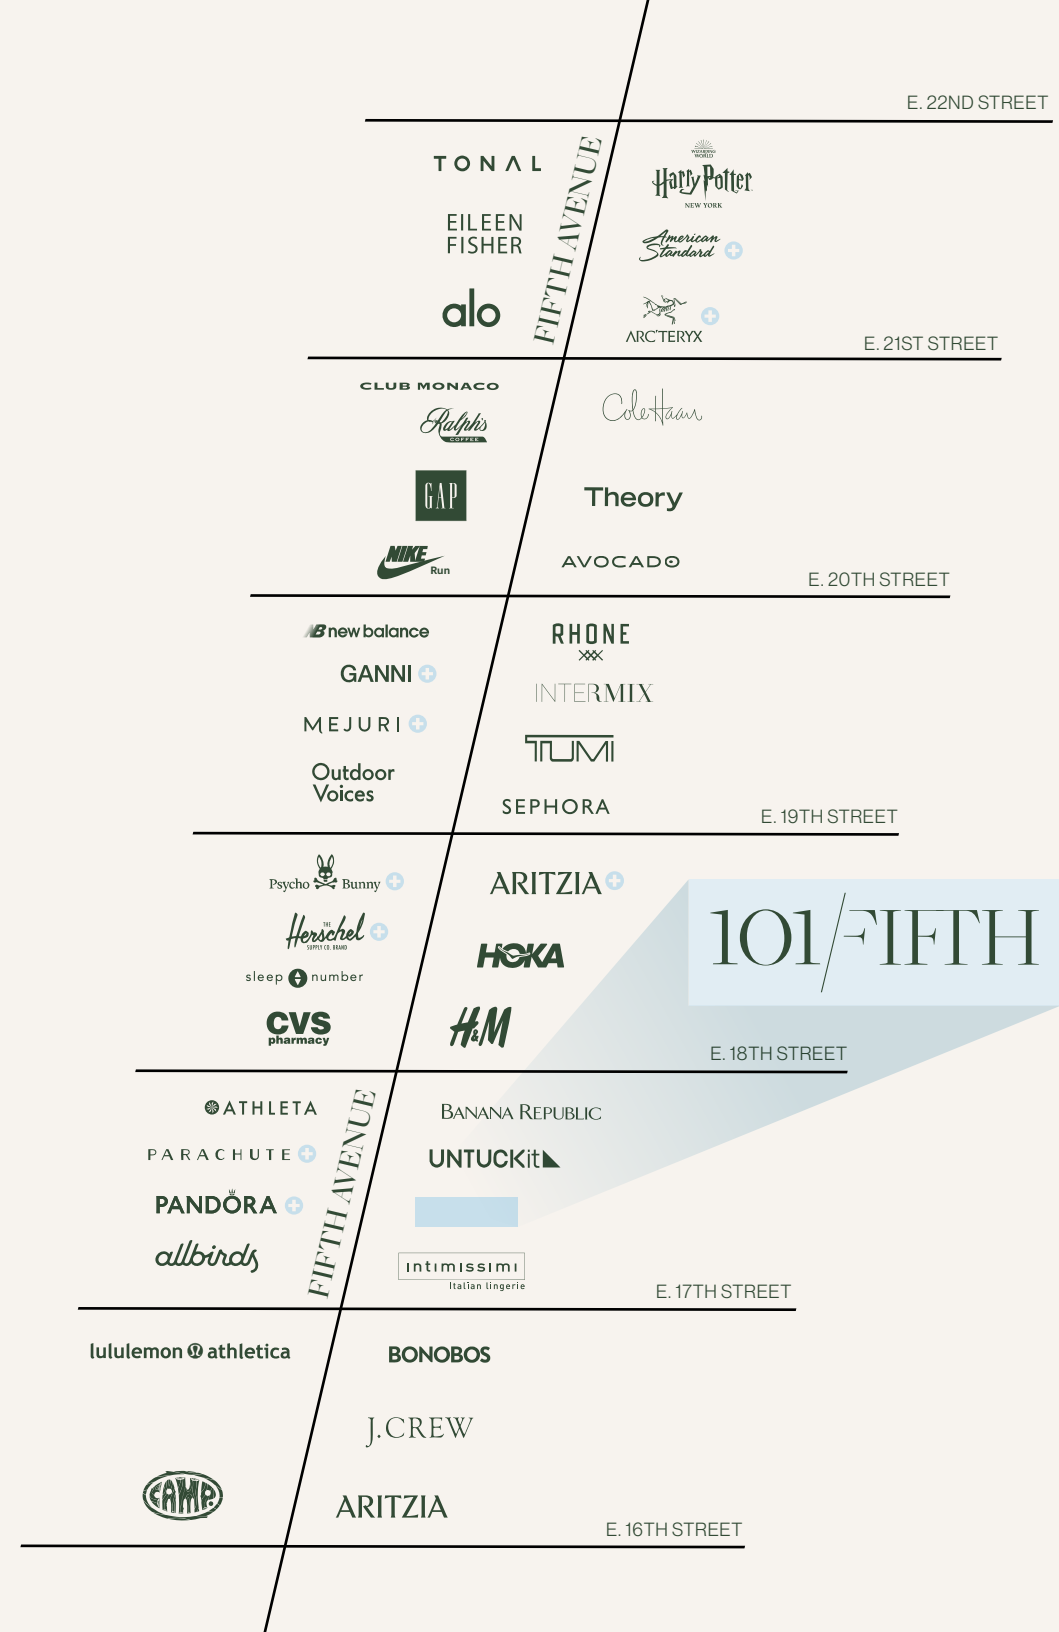 E. 22ND STREET
TONAL
WIZARDING
WORLD
Harry Potter
NEW YORK
EILEEN
FISHER
American
Standard
alo
ARC'TERYX
FIFTH AVENUE
E. 21ST STREET
CLUB MONACO
Ralph's
COFFEE
Cole Haan
GAP
Theory
NIKE
Run
AVOCADO
E. 20TH STREET
NB new balance
RHONE
GANNI
INTERMIX
MEJURI
TUMI
Outdoor
Voices
SEPHORA
E. 19TH STREET
Psycho Bunny
ARITZIA
THE
Herschel
SUPPLY CO. BRAND
HOKA
101/FIFTH
sleep number
CVS
pharmacy
H&M
E. 18TH STREET
ATHLETA
BANANA REPUBLIC
PARACHUTE
UNTUCKit
PANDORA
allbirds
intimissimi
Italian lingerie
FIFTH AVENUE
E. 17TH STREET
lululemon athletica
BONOBOS
J.CREW
CAMP.
ARITZIA
E. 16TH STREET